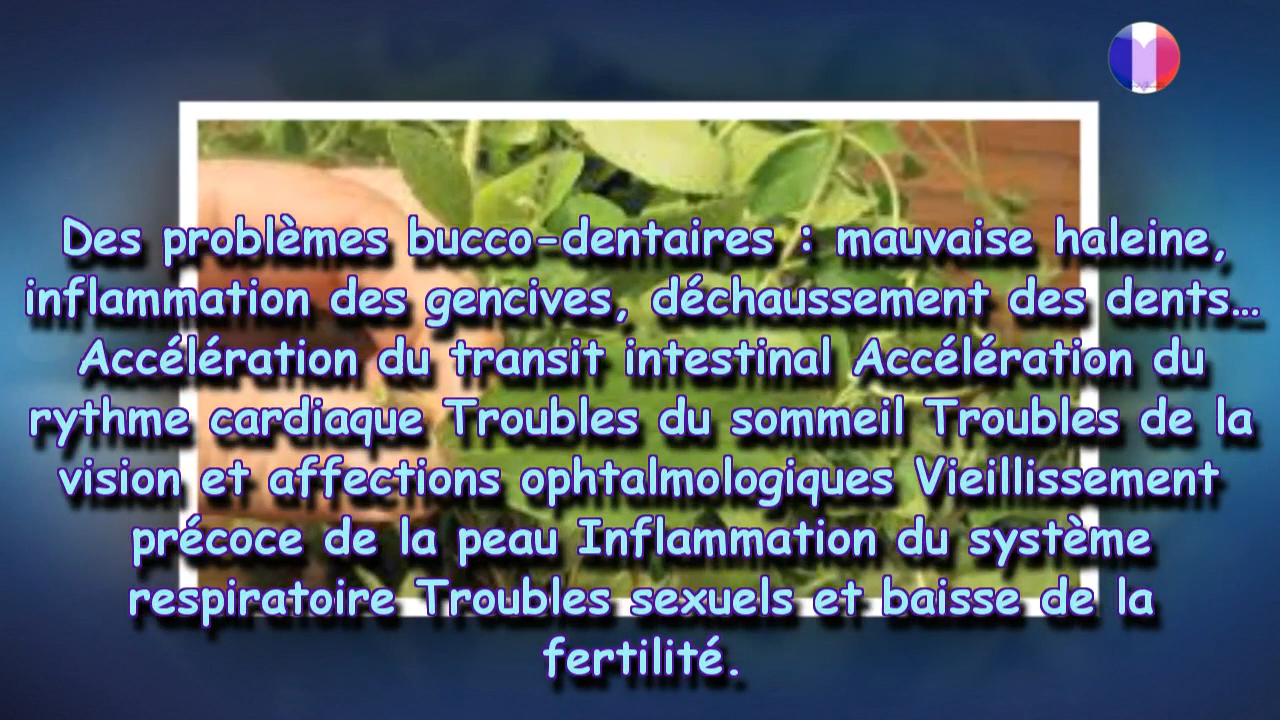 Des problèmes bucco-dentaires : mauvaise haleine,
inflammation des gencives, déchaussement des dents...
Accélération du transit intestinal Accélération du
rythme cardiaque Troubles du sommeil Troubles de la
vision et affections ophtalmologiques Vieillissement
précoce de la peau Inflammation du système
respiratoire Troubles sexuels et baisse de la
fertilité.